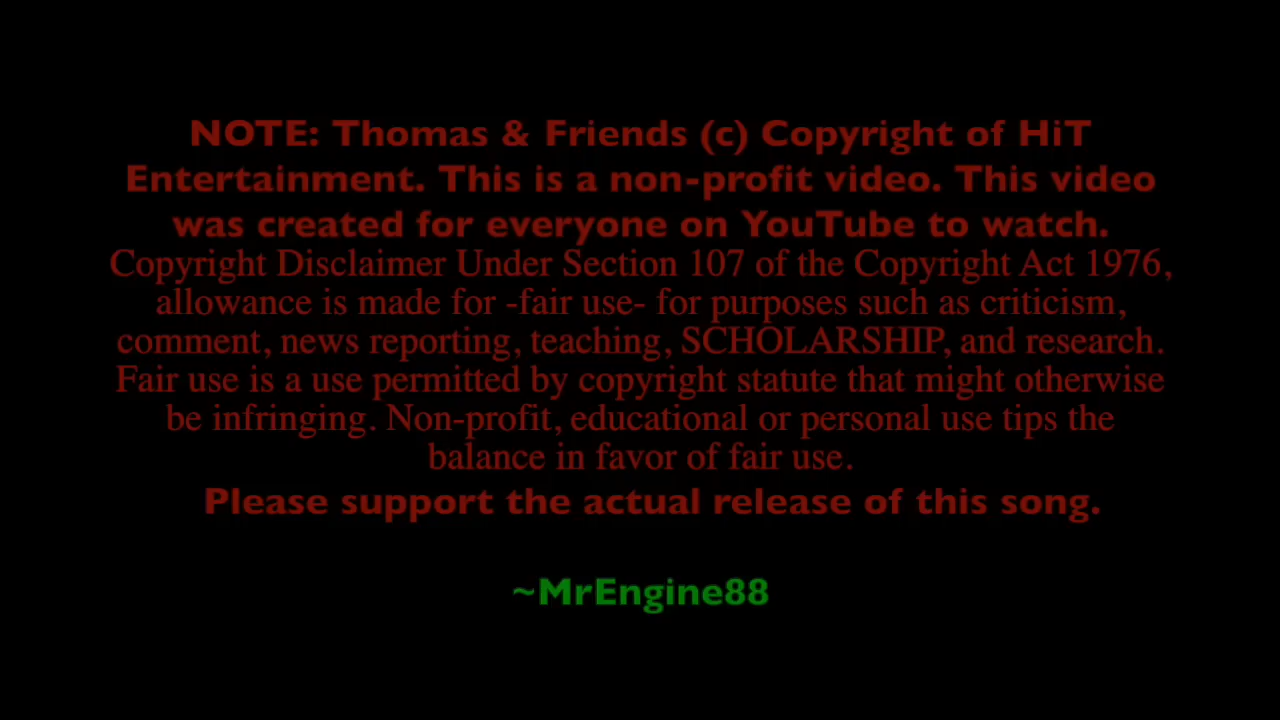 NOTE: Thomas & Friends (c) Copyright of HiT
Entertainment. This is a non-profit video. This video
was created for everyone on YouTube to watch.
Copyright Disclaimer Under Section 107 of the Copyright Act 1976,
allowance is made for -fair use- for purposes such as criticism,
comment, news reporting, teaching, SCHOLARSHIP, and research.
Fair use is a use permitted by copyright statute that might otherwise
be infringing. Non-profit, educational or personal use tips the
balance in favor of fair use.
Please support the actual release of this song.
~MrEngine88